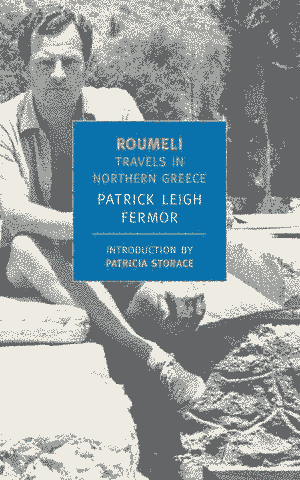 ROUMELI
TRAVELS IN
NORTHERN GREECE
PATRICK LEIGH
FERMOR
INTRODUCTION BY
PATRICIA STORACE